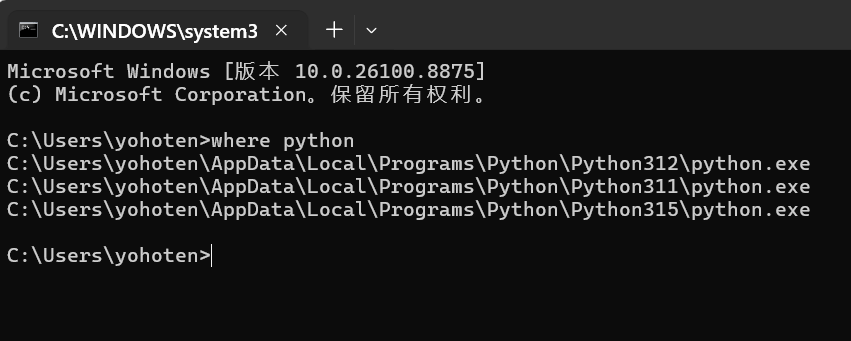 C:\WINDOWS\system3
Microsoft Windows [版本 10.0.26100.8875]
(c) Microsoft Corporation。保留所有权利。
C:\Users\yohoten>where python
C:\Users\yohoten\AppData\Local\Programs\Python\Python312\python.exe
C:\Users\yohoten\AppData\Local\Programs\Python\Python311\python.exe
C:\Users\yohoten\AppData\Local\Programs\Python\Python315\python.exe
C:\Users\yohoten>